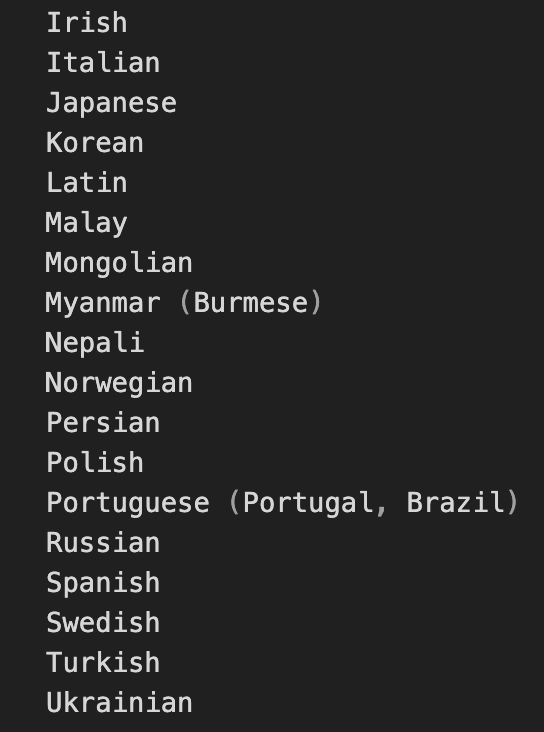 Irish
Italian
Japanese
Korean
Latin
Malay
Mongolian
Myanmar (Burmese)
Nepali
Norwegian
Persian
Polish
Portuguese (Portugal, Brazil)
Russian
Spanish
Swedish
Turkish
Ukrainian